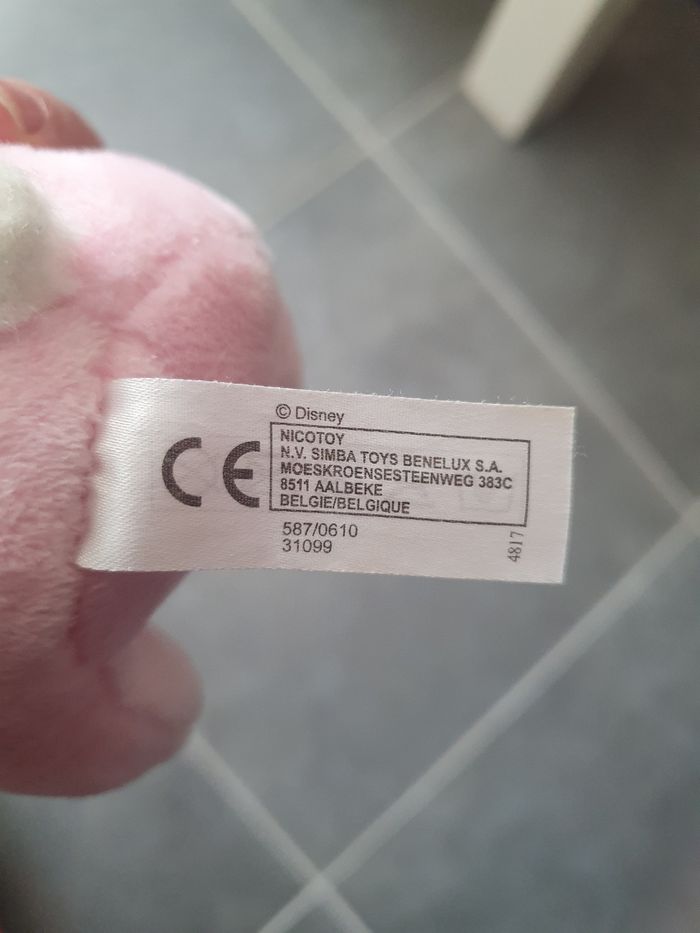 © Disney
CE
NICOTOY
N.V. SIMBA TOYS BENELUX S.A.
MOESKROENSESTEENWEG 383C
8511 AALBEKE
BELGIE/BELGIQUE
587/0610
31099
4817